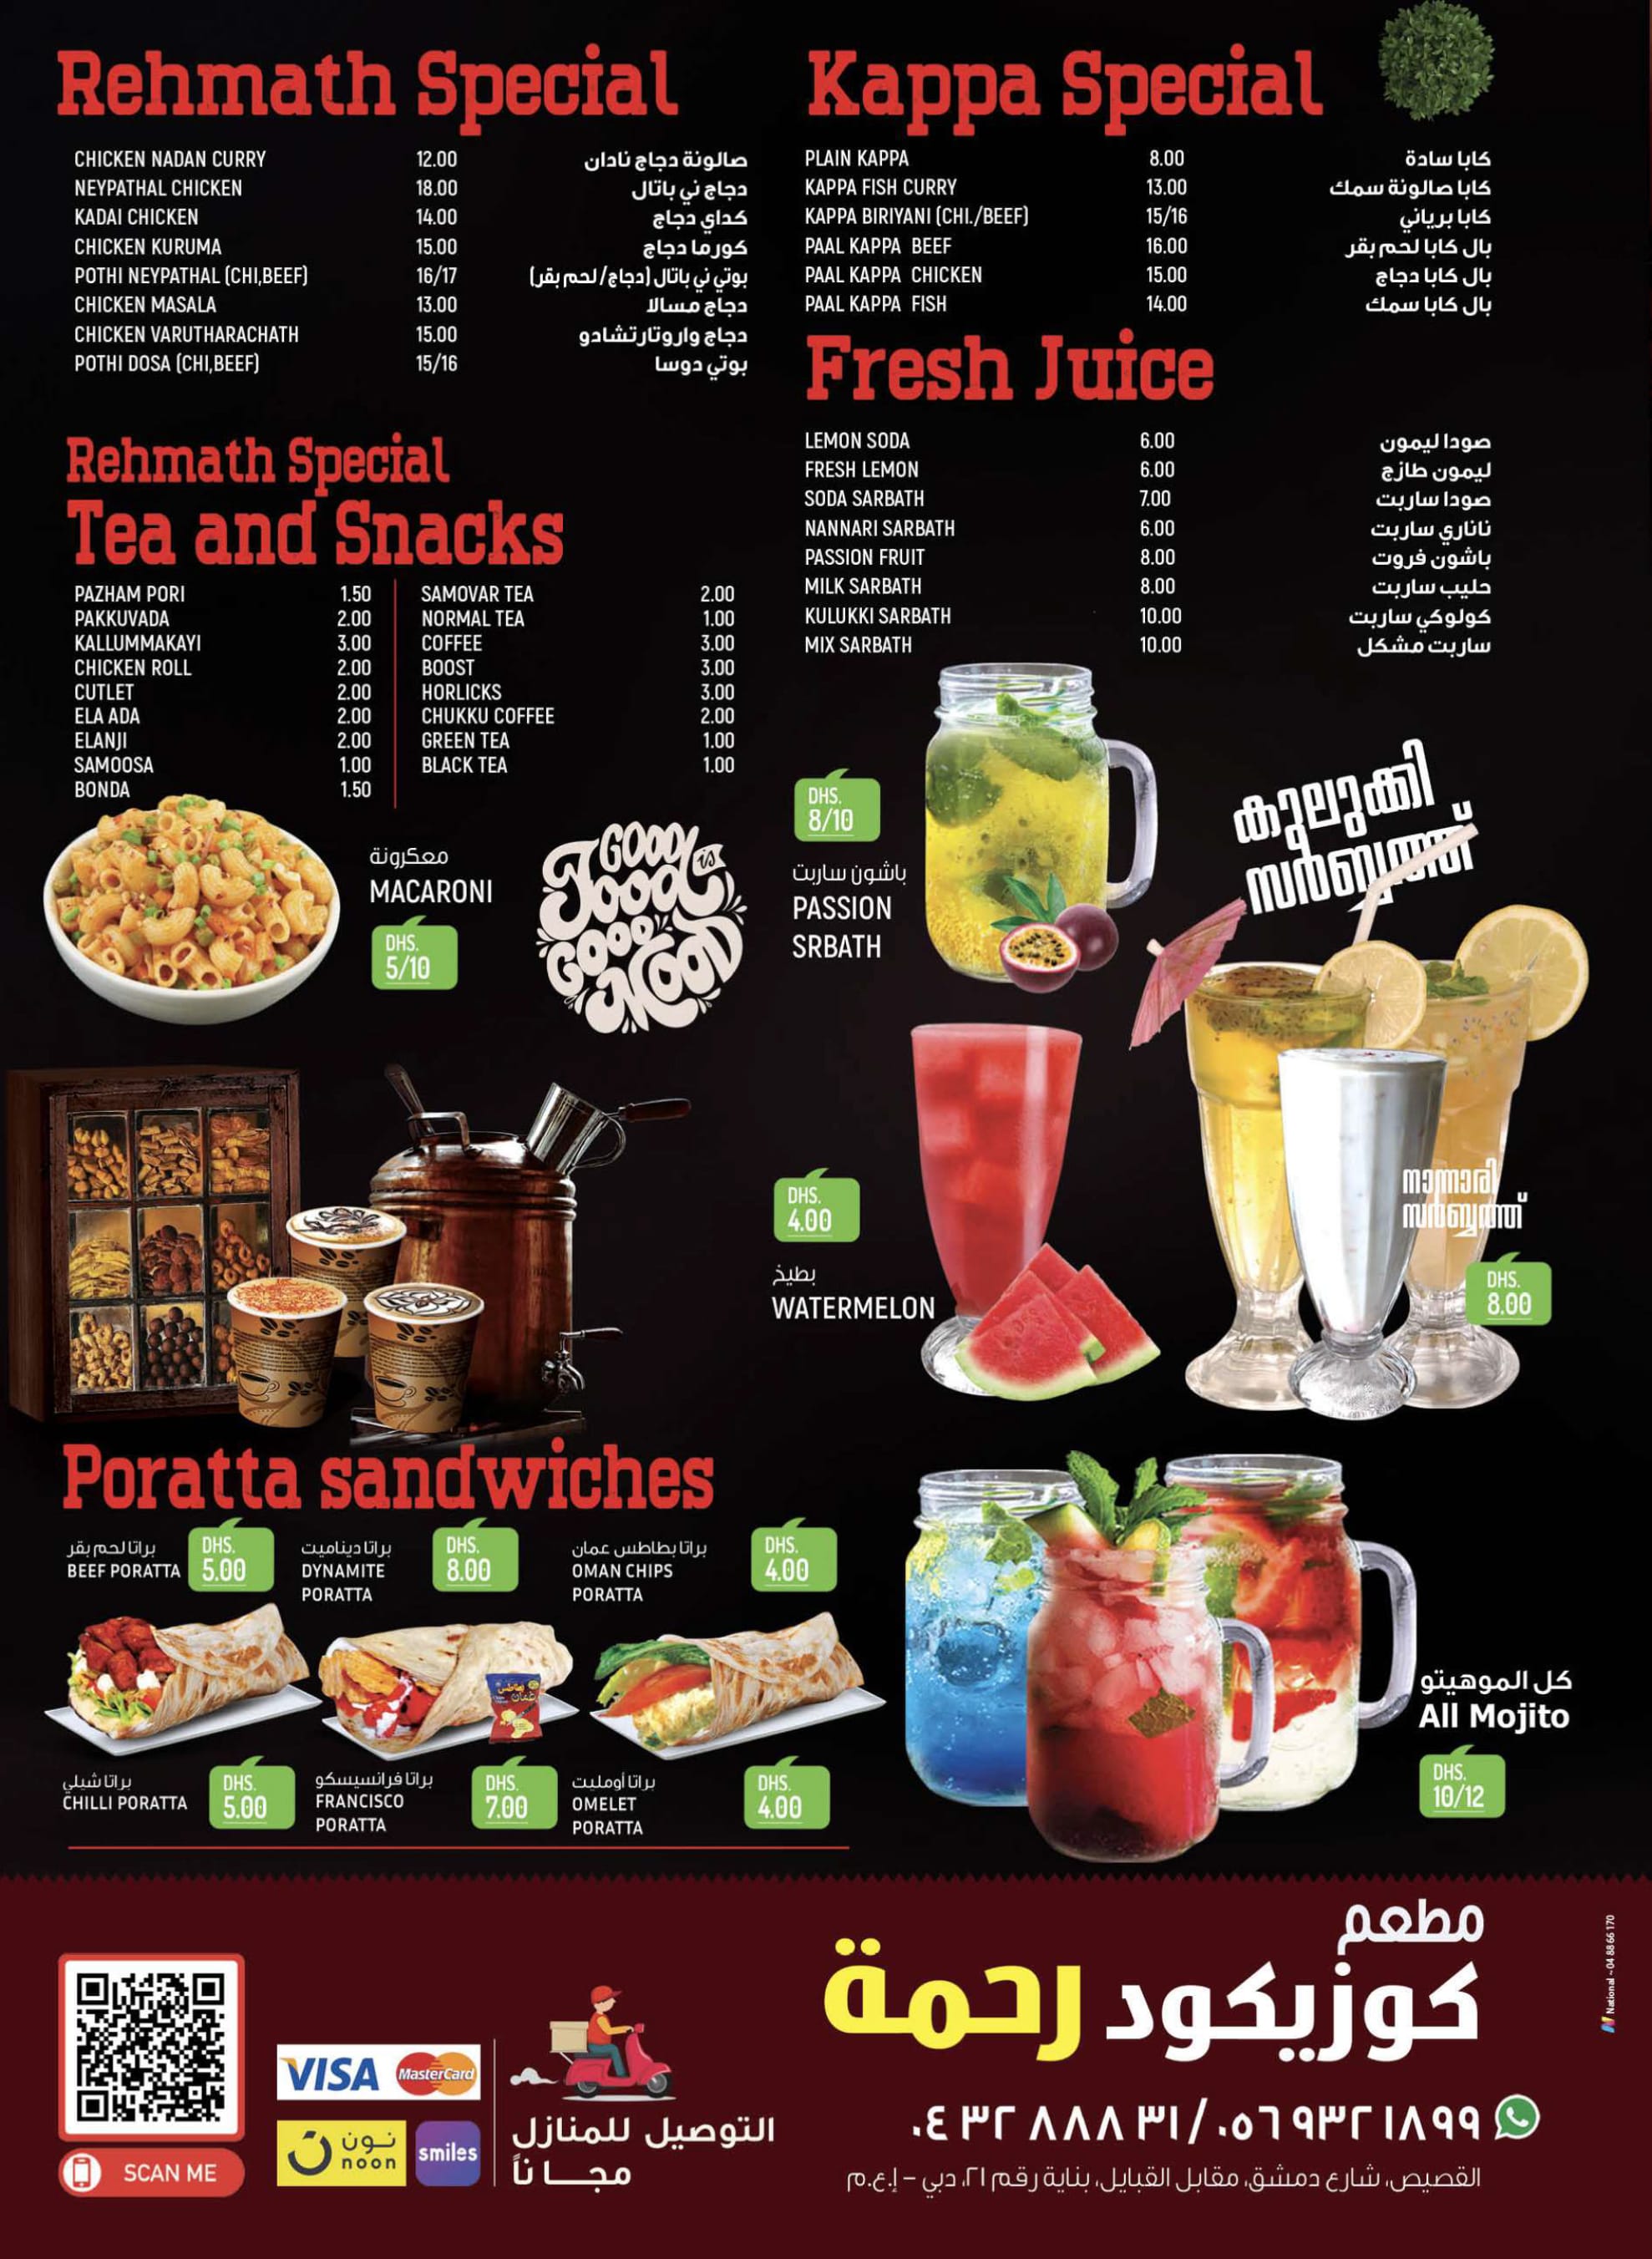 Rehmath Special
CHICKEN NADAN CURRY 12.00 صالونة دجاج نادان
NEYPATHAL CHICKEN 18.00 دجاج ني باتال
KADAI CHICKEN 14.00 كداي دجاج
CHICKEN KURUMA 15.00 كورما دجاج
POTHI NEYPATHAL (CHI,BEEF) 16/17 بوتي ني باتال (دجاج/لحم بقر)
CHICKEN MASALA 13.00 دجاج مسالا
CHICKEN VARUTHARACHATH 15.00 دجاج واروتارتشادو
POTHI DOSA (CHI,BEEF) 15/16 بوتي دوسا
Kappa Special
PLAIN KAPPA 8.00 كابا سادة
KAPPA FISH CURRY 13.00 كابا صالونة سمك
KAPPA BIRIYANI (CHI./BEEF) 15/16 كابا برياني
PAAL KAPPA BEEF 16.00 بال كابا لحم بقر
PAAL KAPPA CHICKEN 15.00 بال كابا دجاج
PAAL KAPPA FISH 14.00 بال كابا سمك
Fresh Juice
LEMON SODA 6.00 صودا ليمون
FRESH LEMON 6.00 ليمون طازج
SODA SARBATH 7.00 صودا ساربت
NANNARI SARBATH 6.00 ناناري ساربت
PASSION FRUIT 8.00 باشون فروت
MILK SARBATH 8.00 حليب ساربت
KULUKKI SARBATH 10.00 كولوكي ساربت
MIX SARBATH 10.00 ساربت مشكل
Rehmath Special
Tea and Snacks
PAZHAM PORI 1.50
PAKKUVADA 2.00
KALLUMMAKAYI 3.00
CHICKEN ROLL 2.00
CUTLET 2.00
ELA ADA 2.00
ELANJI 2.00
SAMOOSA 1.00
BONDA 1.50
SAMOVAR TEA 2.00
NORMAL TEA 1.00
COFFEE 3.00
BOOST 3.00
HORLICKS 3.00
CHUKKU COFFEE 2.00
GREEN TEA 1.00
BLACK TEA 1.00
معكرونة
MACARONI
DHS.
5/10
GOOD
FOOD is
GOOD
MOOD
DHS.
8/10
باشون ساربت
PASSION
SRBATH
കുലുക്കി
സർബ്ബത്ത്
DHS.
4.00
بطيخ
WATERMELON
നാന്നാരി
സർബ്ബത്ത്
DHS.
8.00
Poratta sandwiches
براتا لحم بقر
BEEF PORATTA
DHS.
5.00
براتا ديناميت
DYNAMITE
PORATTA
DHS.
8.00
براتا بطاطس عمان
OMAN CHIPS
PORATTA
DHS.
4.00
براتا شيلي
CHILLI PORATTA
DHS.
5.00
براتا فرانسيسكو
FRANCISCO
PORATTA
DHS.
7.00
براتا أومليت
OMELET
PORATTA
DHS.
4.00
كل الموهيتو
All Mojito
DHS.
10/12
مطعم
كوزيكود رحمة
٠٤ ٣٢ ٨٨٨ ٣١ / ٠٥٦ ٩٣٢ ١٨٩٩
القصيص، شارع دمشق، مقابل القبايل، بناية رقم ٢١، دبي - إ.ع.م
VISA MasterCard
نون
noon
smiles
التوصيل للمنازل
مجــانـاً
SCAN ME
National - 04 8866 170